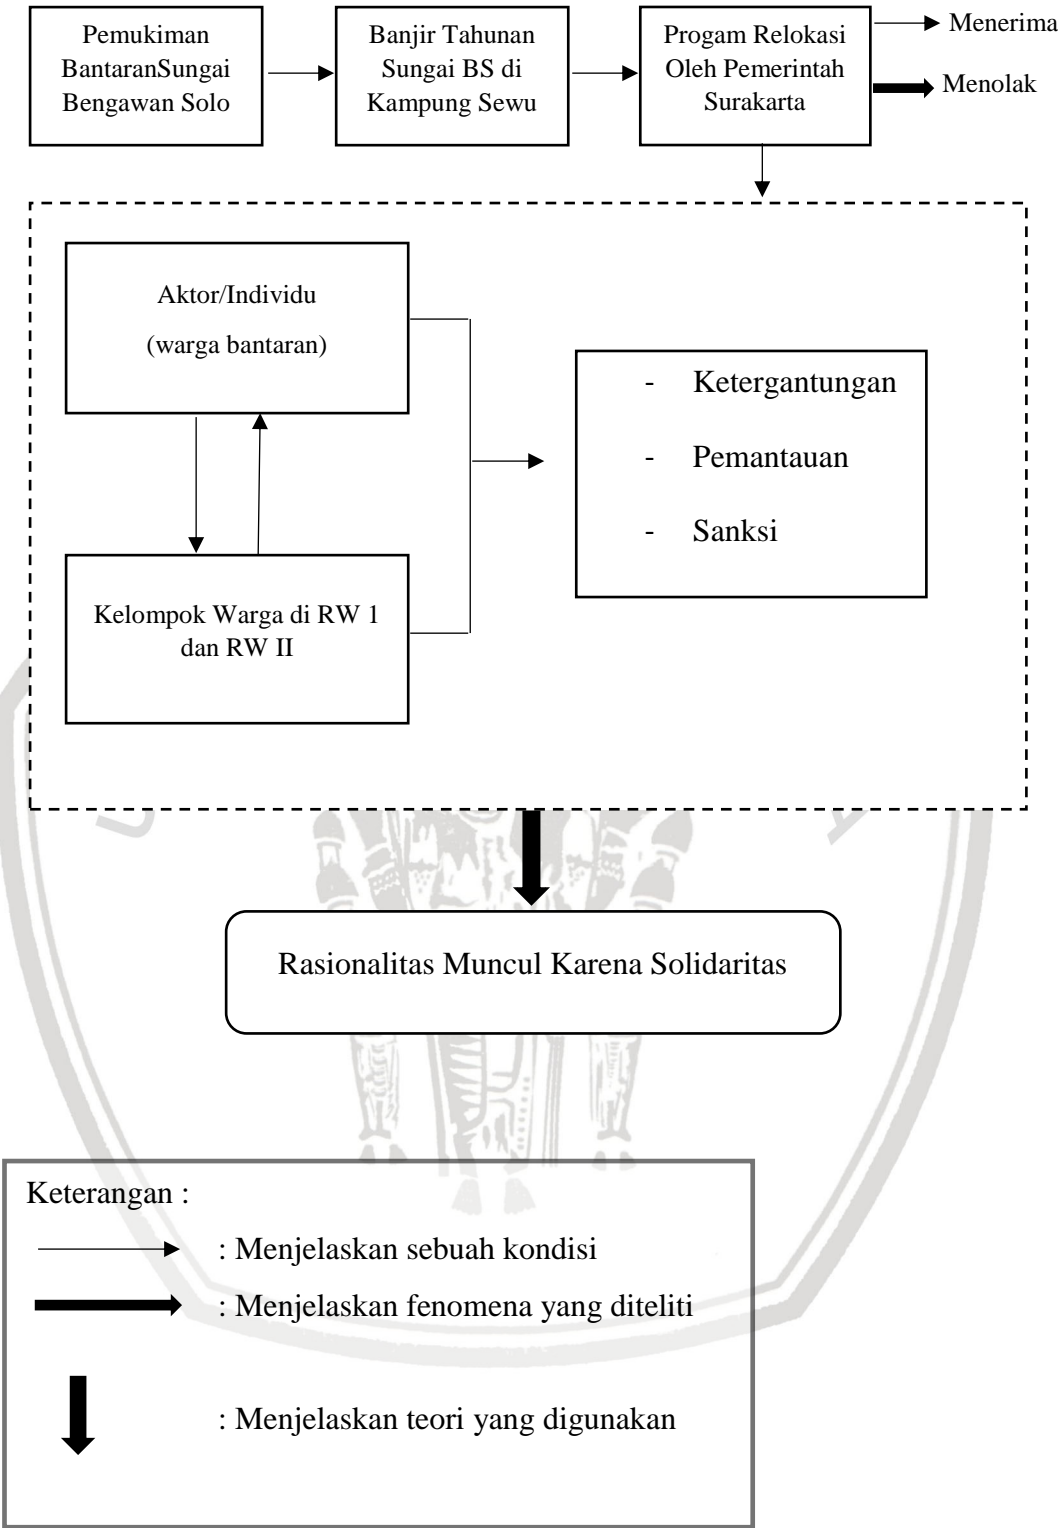 Pemukiman
BantaranSungai
Bengawan Solo
Banjir Tahunan
Sungai BS di
Kampung Sewu
Progam Relokasi
Oleh Pemerintah
Surakarta
Menerima
Menolak
Aktor/Individu
(warga bantaran)
- Ketergantungan
- Pemantauan
- Sanksi
Kelompok Warga di RW 1
dan RW II
Rasionalitas Muncul Karena Solidaritas
Keterangan :
: Menjelaskan sebuah kondisi
: Menjelaskan fenomena yang diteliti
: Menjelaskan teori yang digunakan